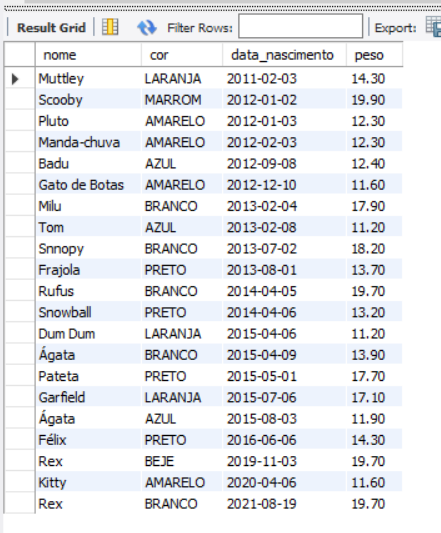 Result Grid Filter Rows: Export:
nome cor data_nascimento peso
Muttley LARANJA 2011-02-03 14.30
Scooby MARROM 2012-01-02 19.90
Pluto AMARELO 2012-01-03 12.30
Manda-chuva AMARELO 2012-02-03 12.30
Badu AZUL 2012-09-08 12.40
Gato de Botas AMARELO 2012-12-10 11.60
Milu BRANCO 2013-02-04 17.90
Tom AZUL 2013-02-08 11.20
Snnopy BRANCO 2013-07-02 18.20
Frajola PRETO 2013-08-01 13.70
Rufus BRANCO 2014-04-05 19.70
Snowball PRETO 2014-04-06 13.20
Dum Dum LARANJA 2015-04-06 11.20
Ágata BRANCO 2015-04-09 13.90
Pateta PRETO 2015-05-01 17.70
Garfield LARANJA 2015-07-06 17.10
Ágata AZUL 2015-08-03 11.90
Félix PRETO 2016-06-06 14.30
Rex BEJE 2019-11-03 19.70
Kitty AMARELO 2020-04-06 11.60
Rex BRANCO 2021-08-19 19.70